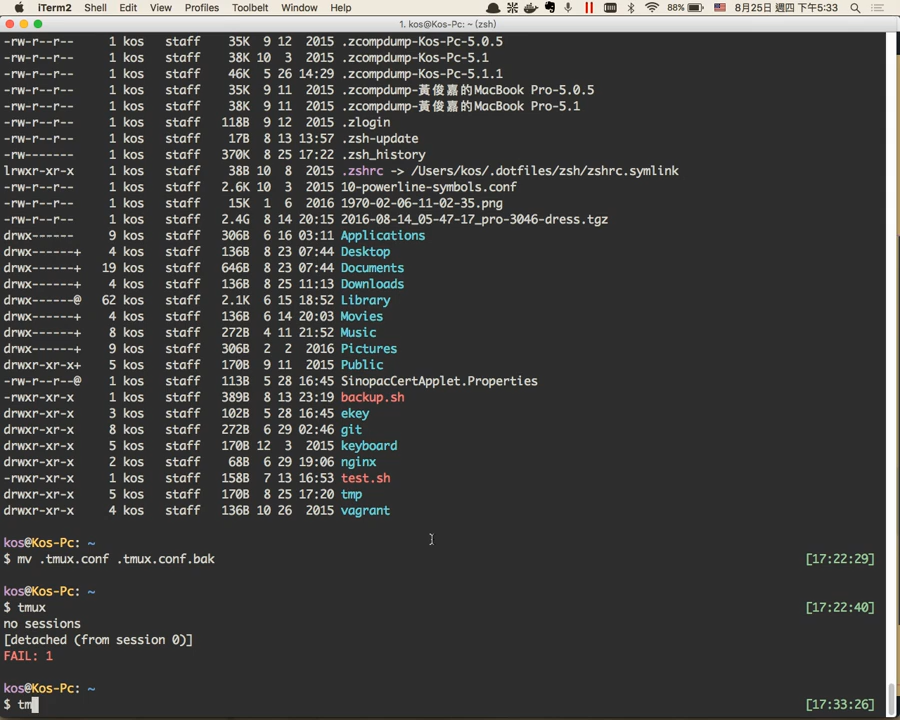 iTerm2 Shell Edit View Profiles Toolbelt Window Help 88% 8月25日 週四 下午5:33
1. kos@Kos-Pc: ~ (zsh)
-rw-r--r-- 1 kos staff 35K 9 12 2015 .zcompdump-Kos-Pc-5.0.5
-rw-r--r-- 1 kos staff 38K 10 3 2015 .zcompdump-Kos-Pc-5.1
-rw-r--r-- 1 kos staff 46K 5 26 14:29 .zcompdump-Kos-Pc-5.1.1
-rw-r--r-- 1 kos staff 35K 9 11 2015 .zcompdump-黃俊嘉的MacBook Pro-5.0.5
-rw-r--r-- 1 kos staff 38K 9 11 2015 .zcompdump-黃俊嘉的MacBook Pro-5.1
-rw-r--r-- 1 kos staff 118B 9 12 2015 .zlogin
-rw-r--r-- 1 kos staff 17B 8 13 13:57 .zsh-update
-rw------- 1 kos staff 370K 8 25 17:22 .zsh_history
lrwxr-xr-x 1 kos staff 38B 10 8 2015 .zshrc -> /Users/kos/.dotfiles/zsh/zshrc.symlink
-rw-r--r-- 1 kos staff 2.6K 10 3 2015 10-powerline-symbols.conf
-rw-r--r-- 1 kos staff 15K 1 6 2016 1970-02-06-11-02-35.png
-rw-r--r-- 1 kos staff 2.4G 8 14 20:15 2016-08-14_05-47-17_pro-3046-dress.tgz
drwx------ 9 kos staff 306B 6 16 03:11 Applications
drwx------+ 4 kos staff 136B 8 23 07:44 Desktop
drwx------+ 19 kos staff 646B 8 23 07:44 Documents
drwx------+ 4 kos staff 136B 8 25 11:13 Downloads
drwx------@ 62 kos staff 2.1K 6 15 18:52 Library
drwx------+ 4 kos staff 136B 6 14 20:03 Movies
drwx------+ 8 kos staff 272B 4 11 21:52 Music
drwx------+ 9 kos staff 306B 2 2 2016 Pictures
drwxr-xr-x+ 5 kos staff 170B 9 11 2015 Public
-rw-r--r--@ 1 kos staff 113B 5 28 16:45 SinopacCertApplet.Properties
-rwxr-xr-x 1 kos staff 389B 8 13 23:19 backup.sh
drwxr-xr-x 3 kos staff 102B 5 28 16:45 ekey
drwxr-xr-x 8 kos staff 272B 6 29 02:46 git
drwxr-xr-x 5 kos staff 170B 12 3 2015 keyboard
drwxr-xr-x 2 kos staff 68B 6 29 19:06 nginx
-rwxr-xr-x 1 kos staff 158B 7 13 16:53 test.sh
drwxr-xr-x 5 kos staff 170B 8 25 17:20 tmp
drwxr-xr-x 4 kos staff 136B 10 26 2015 vagrant
kos@Kos-Pc: ~
$ mv .tmux.conf .tmux.conf.bak [17:22:29]
kos@Kos-Pc: ~
$ tmux [17:22:40]
no sessions
[detached (from session 0)]
FAIL: 1
kos@Kos-Pc: ~
$ tm [17:33:26]